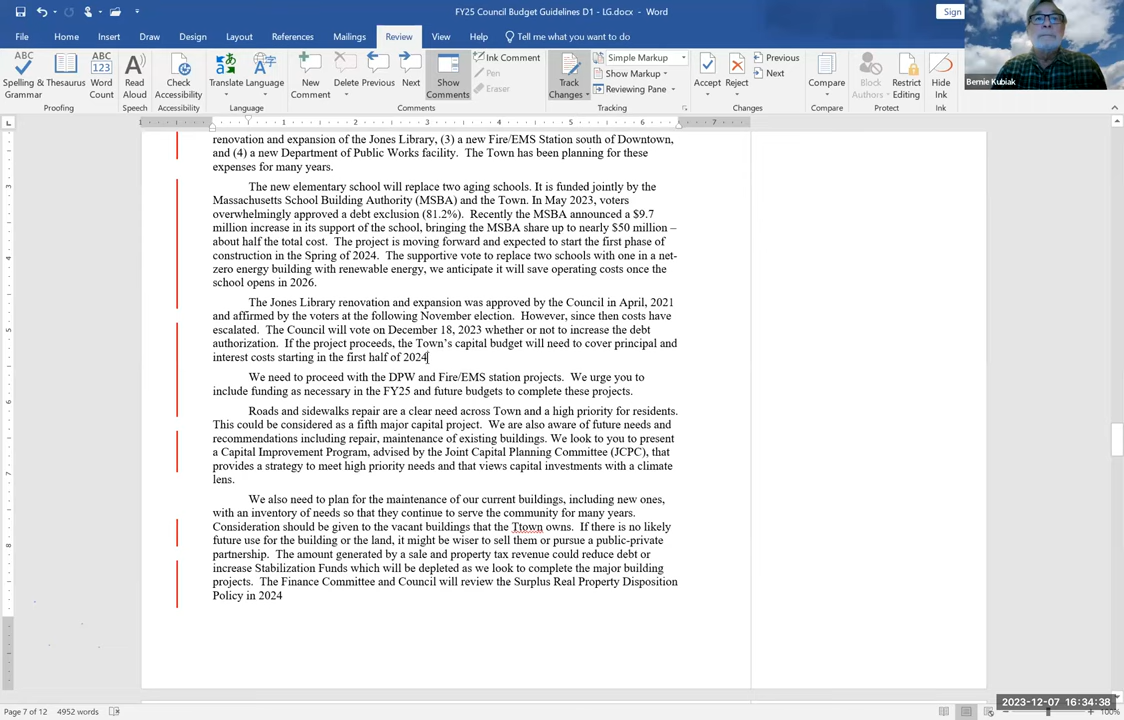 FY25 Council Budget Guidelines D1 - LG.docx - Word
Sign
File Home Insert Draw Design Layout References Mailings Review View Help Tell me what you want to do
ABC Spelling & Grammar
Thesaurus
ABC 123 Word Count
Proofing
Read Aloud
Speech
Check Accessibility
Accessibility
Translate
Language
Language
New Comment
Delete
Previous
Next
Show Comments
Comments
Ink Comment
Pen
Eraser
Track Changes
Simple Markup
Show Markup
Reviewing Pane
Tracking
Accept
Reject
Previous
Next
Changes
Compare
Compare
Block Authors
Restrict Editing
Protect
Hide Ink
Ink
Bernie Kubiak
1 1 2 3 4 5 6 7
renovation and expansion of the Jones Library, (3) a new Fire/EMS Station south of Downtown,
and (4) a new Department of Public Works facility. The Town has been planning for these
expenses for many years.
The new elementary school will replace two aging schools. It is funded jointly by the
Massachusetts School Building Authority (MSBA) and the Town. In May 2023, voters
overwhelmingly approved a debt exclusion (81.2%). Recently the MSBA announced a $9.7
million increase in its support of the school, bringing the MSBA share up to nearly $50 million –
about half the total cost. The project is moving forward and expected to start the first phase of
construction in the Spring of 2024. The supportive vote to replace two schools with one in a net-
zero energy building with renewable energy, we anticipate it will save operating costs once the
school opens in 2026.
The Jones Library renovation and expansion was approved by the Council in April, 2021
and affirmed by the voters at the following November election. However, since then costs have
escalated. The Council will vote on December 18, 2023 whether or not to increase the debt
authorization. If the project proceeds, the Town's capital budget will need to cover principal and
interest costs starting in the first half of 2024
We need to proceed with the DPW and Fire/EMS station projects. We urge you to
include funding as necessary in the FY25 and future budgets to complete these projects.
Roads and sidewalks repair are a clear need across Town and a high priority for residents.
This could be considered as a fifth major capital project. We are also aware of future needs and
recommendations including repair, maintenance of existing buildings. We look to you to present
a Capital Improvement Program, advised by the Joint Capital Planning Committee (JCPC), that
provides a strategy to meet high priority needs and that views capital investments with a climate
lens.
We also need to plan for the maintenance of our current buildings, including new ones,
with an inventory of needs so that they continue to serve the community for many years.
Consideration should be given to the vacant buildings that the Ttown owns. If there is no likely
future use for the building or the land, it might be wiser to sell them or pursue a public-private
partnership. The amount generated by a sale and property tax revenue could reduce debt or
increase Stabilization Funds which will be depleted as we look to complete the major building
projects. The Finance Committee and Council will review the Surplus Real Property Disposition
Policy in 2024
3
4
5
6
7
8
Page 7 of 12 4952 words
2023-12-07 16:34:38
100%